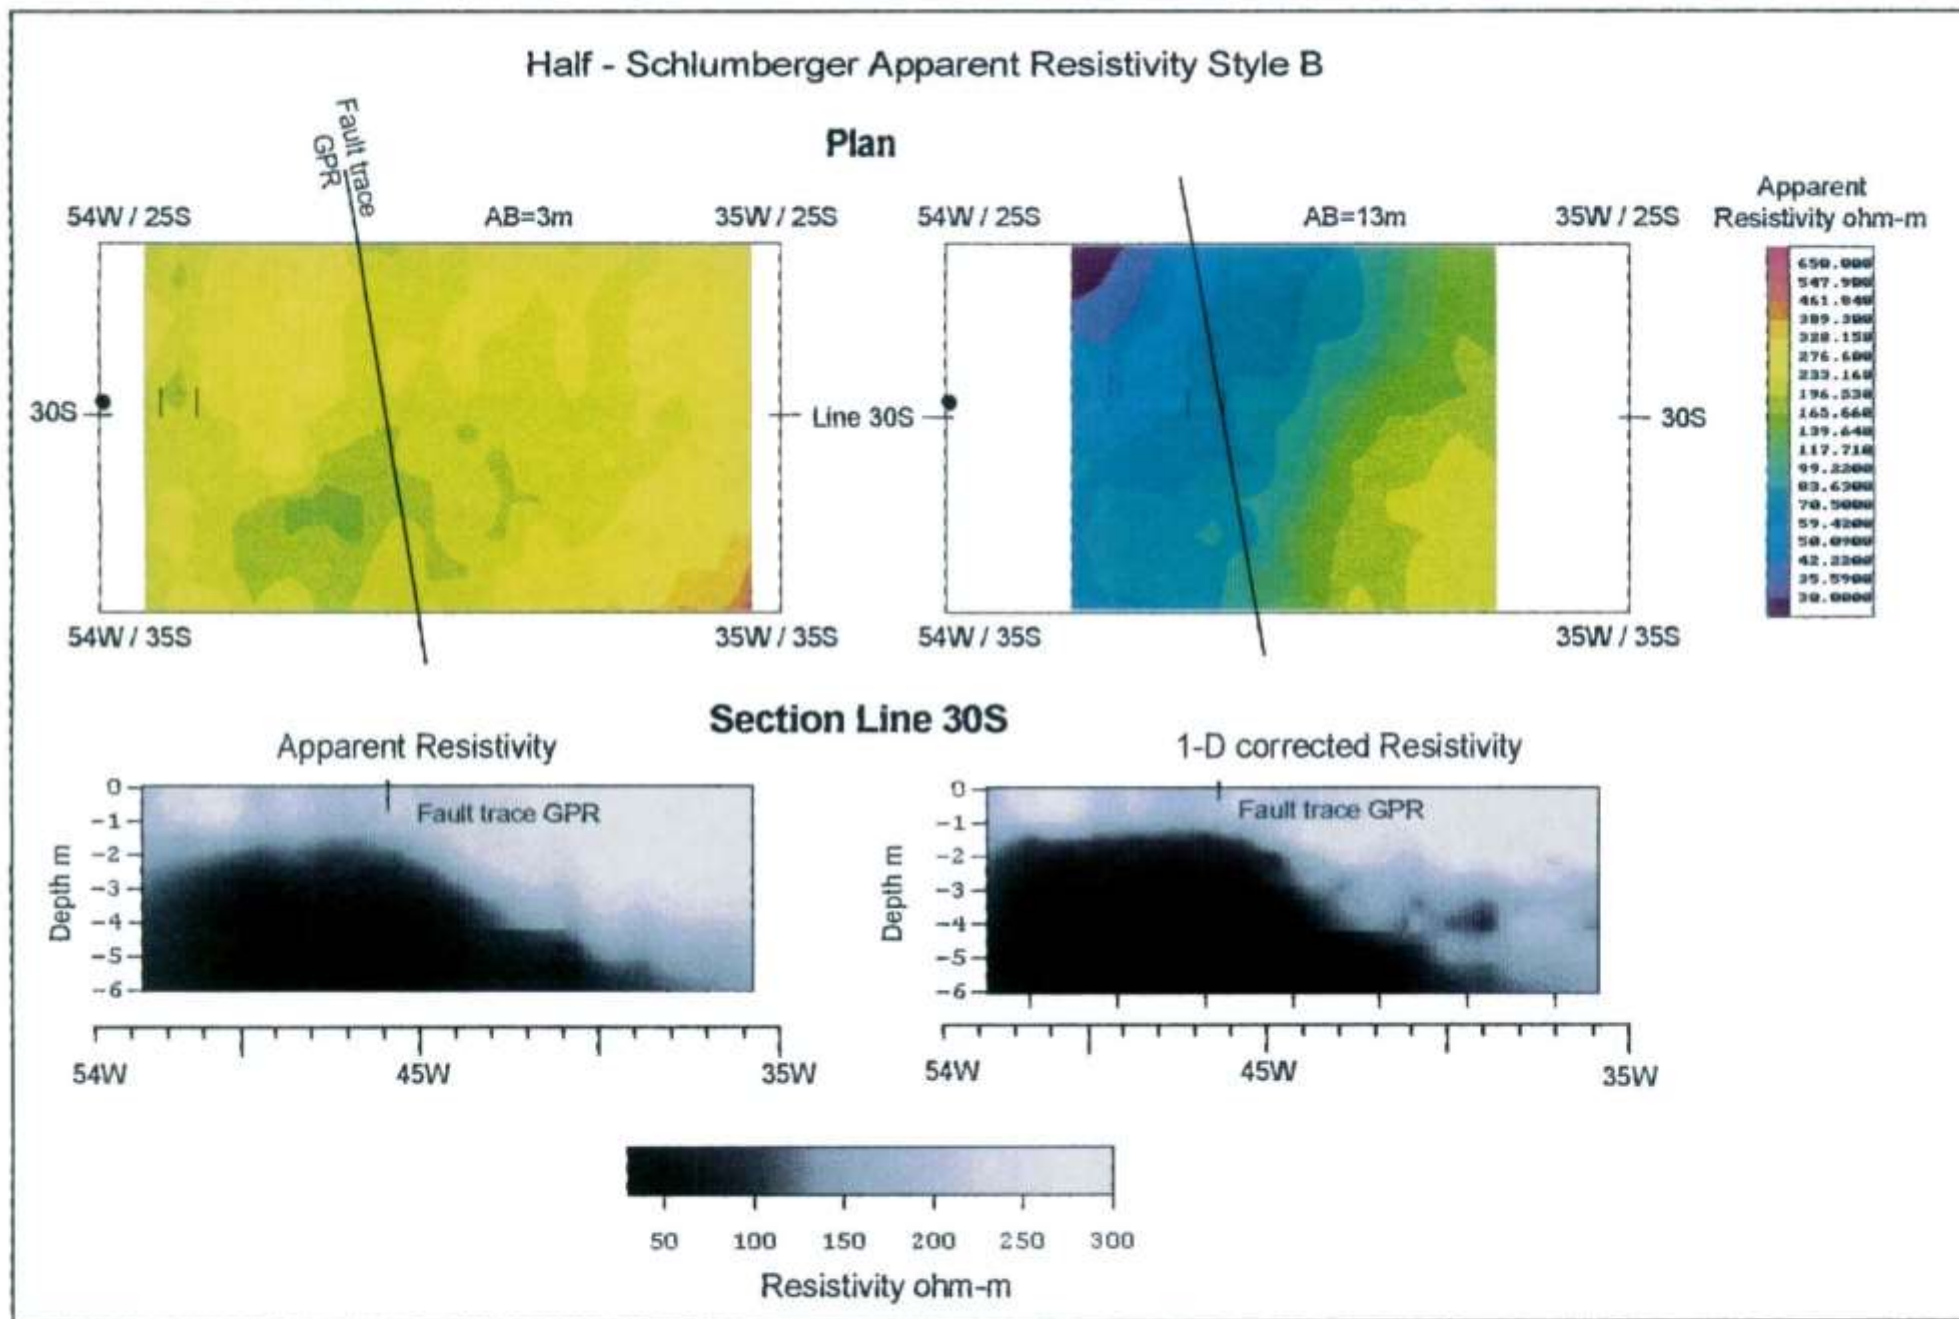 Half - Schlumberger Apparent Resistivity Style B
Plan
Fault trace
GPR
54W / 25S
AB=3m
35W / 25S
54W / 25S
AB=13m
35W / 25S
Apparent
Resistivity ohm-m
650.000
547.900
461.840
389.300
328.150
276.600
233.160
196.530
165.660
139.640
117.710
99.2200
83.6300
70.5000
59.4200
50.0900
42.2200
35.5900
30.0000
30S
Line 30S
30S
54W / 35S
35W / 35S
54W / 35S
35W / 35S
Section Line 30S
Apparent Resistivity
1-D corrected Resistivity
Fault trace GPR
Fault trace GPR
Depth m
0
-1
-2
-3
-4
-5
-6
Depth m
0
-1
-2
-3
-4
-5
-6
54W
45W
35W
54W
45W
35W
50 100 150 200 250 300
Resistivity ohm-m